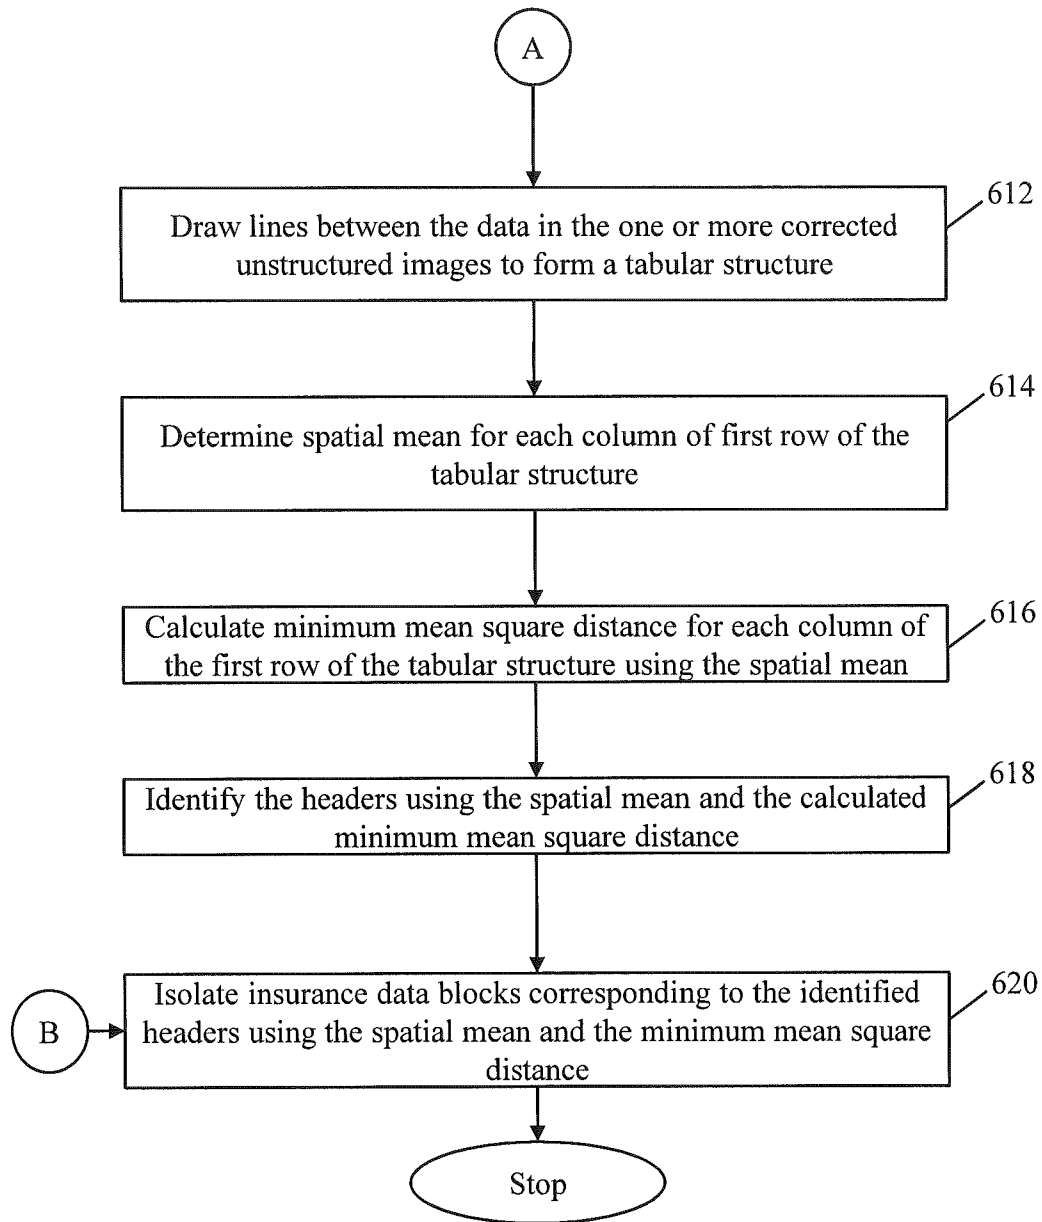 A
612
Draw lines between the data in the one or more corrected
unstructured images to form a tabular structure
614
Determine spatial mean for each column of first row of the
tabular structure
616
Calculate minimum mean square distance for each column of
the first row of the tabular structure using the spatial mean
618
Identify the headers using the spatial mean and the calculated
minimum mean square distance
620
Isolate insurance data blocks corresponding to the identified
headers using the spatial mean and the minimum mean square
distance
B
Stop